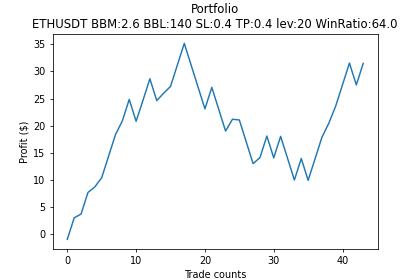 Portfolio
ETHUSDT BBM:2.6 BBL:140 SL:0.4 TP:0.4 lev:20 WinRatio:64.0
Profit ($)
35
30
25
20
15
10
5
0
0 10 20 30 40
Trade counts